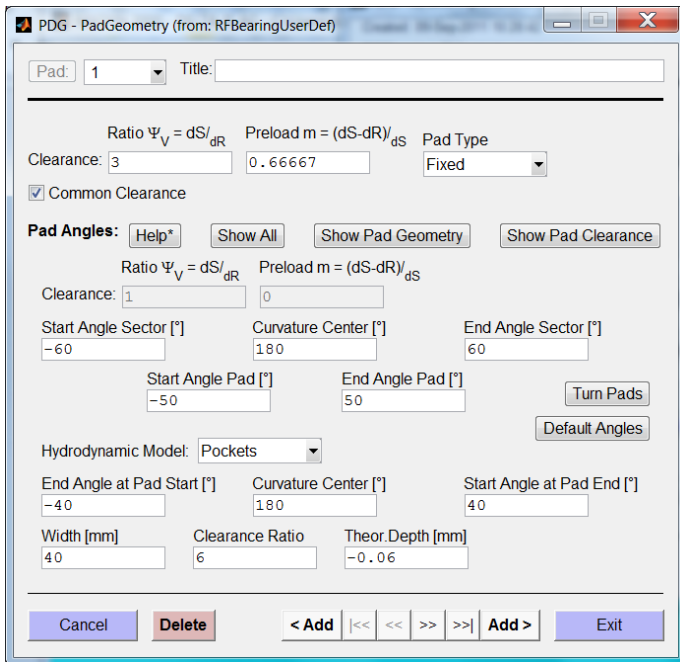 PDG - PadGeometry (from: RFBearingUserDef)
Pad: 1 Title:
Ratio ΨV = dS/dR Preload m = (dS-dR)/dS Pad Type
Clearance: 3 0.66667 Fixed
Common Clearance
Pad Angles: Help* Show All Show Pad Geometry Show Pad Clearance
Ratio ΨV = dS/dR Preload m = (dS-dR)/dS
Clearance: 1 0
Start Angle Sector [°] Curvature Center [°] End Angle Sector [°]
-60 180 60
Start Angle Pad [°] End Angle Pad [°]
-50 50 Turn Pads
Default Angles
Hydrodynamic Model: Pockets
End Angle at Pad Start [°] Curvature Center [°] Start Angle at Pad End [°]
-40 180 40
Width [mm] Clearance Ratio Theor.Depth [mm]
40 6 -0.06
Cancel Delete < Add |<< << >> >>| Add > Exit